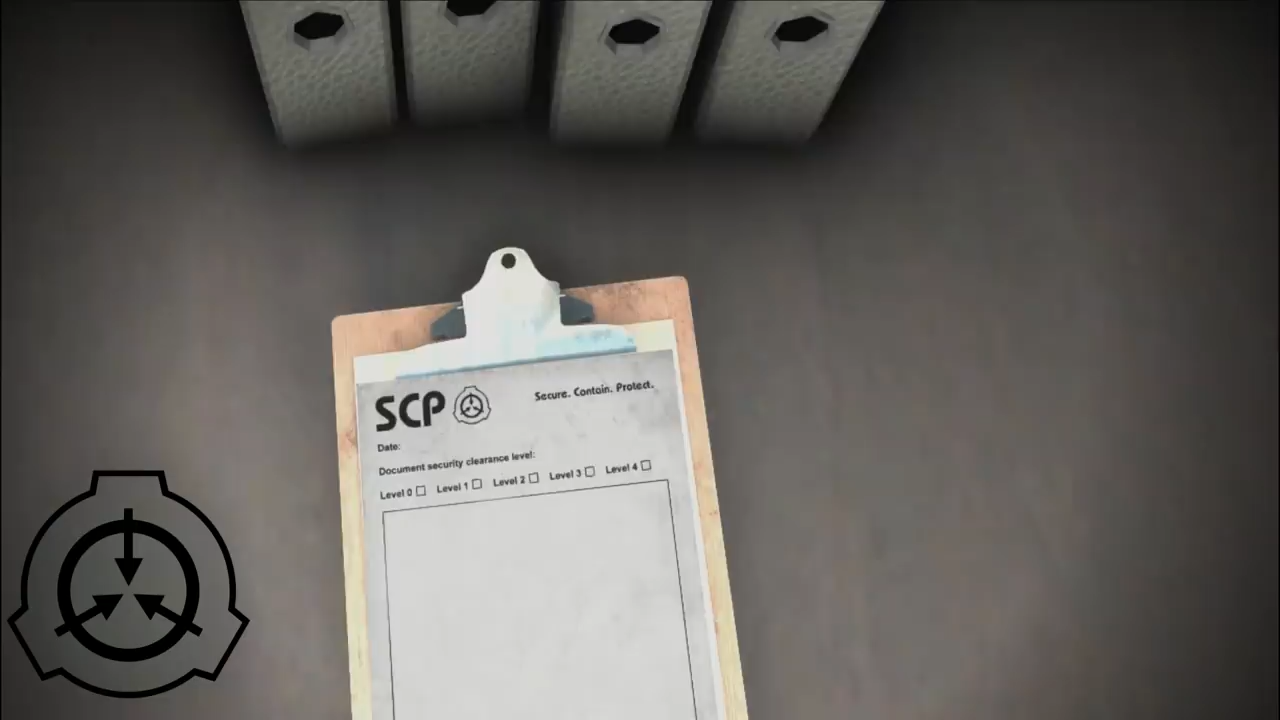 SCP
Secure. Contain. Protect.
Date:
Document security clearance level:
Level 0 Level 1 Level 2 Level 3 Level 4